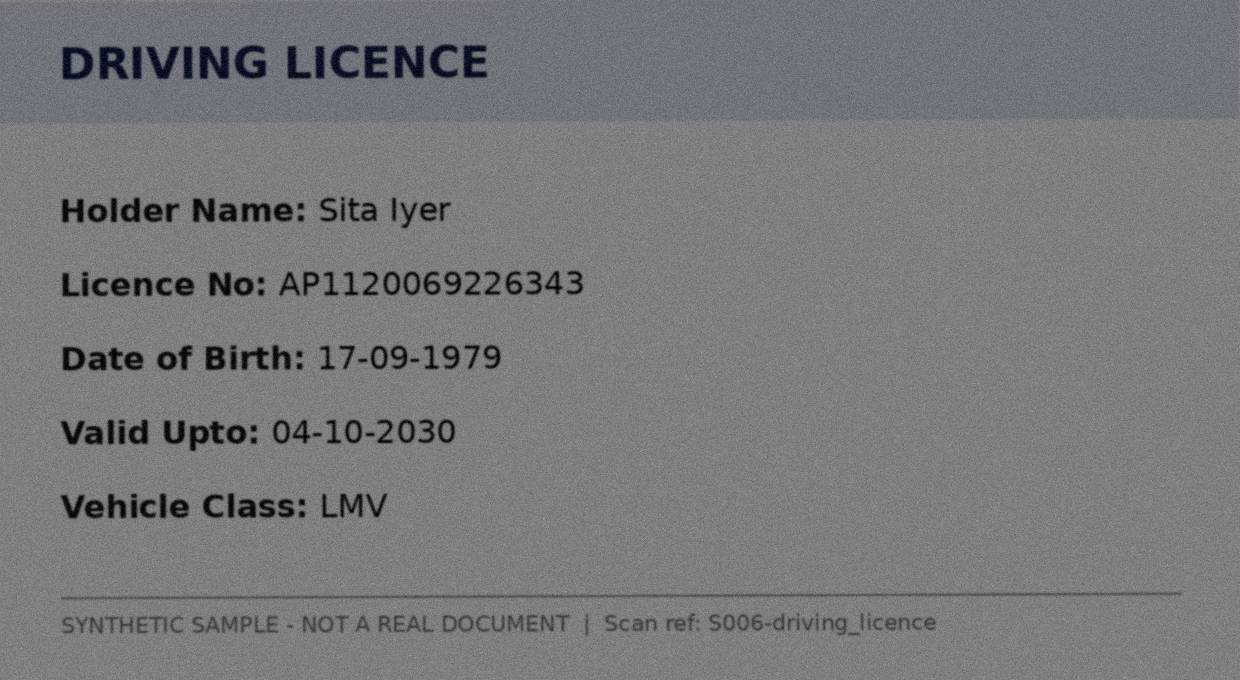 DRIVING LICENCE
Holder Name: Sita Iyer
Licence No: AP1120069226343
Date of Birth: 17-09-1979
Valid Upto: 04-10-2030
Vehicle Class: LMV
SYNTHETIC SAMPLE - NOT A REAL DOCUMENT | Scan ref: S006-driving_licence